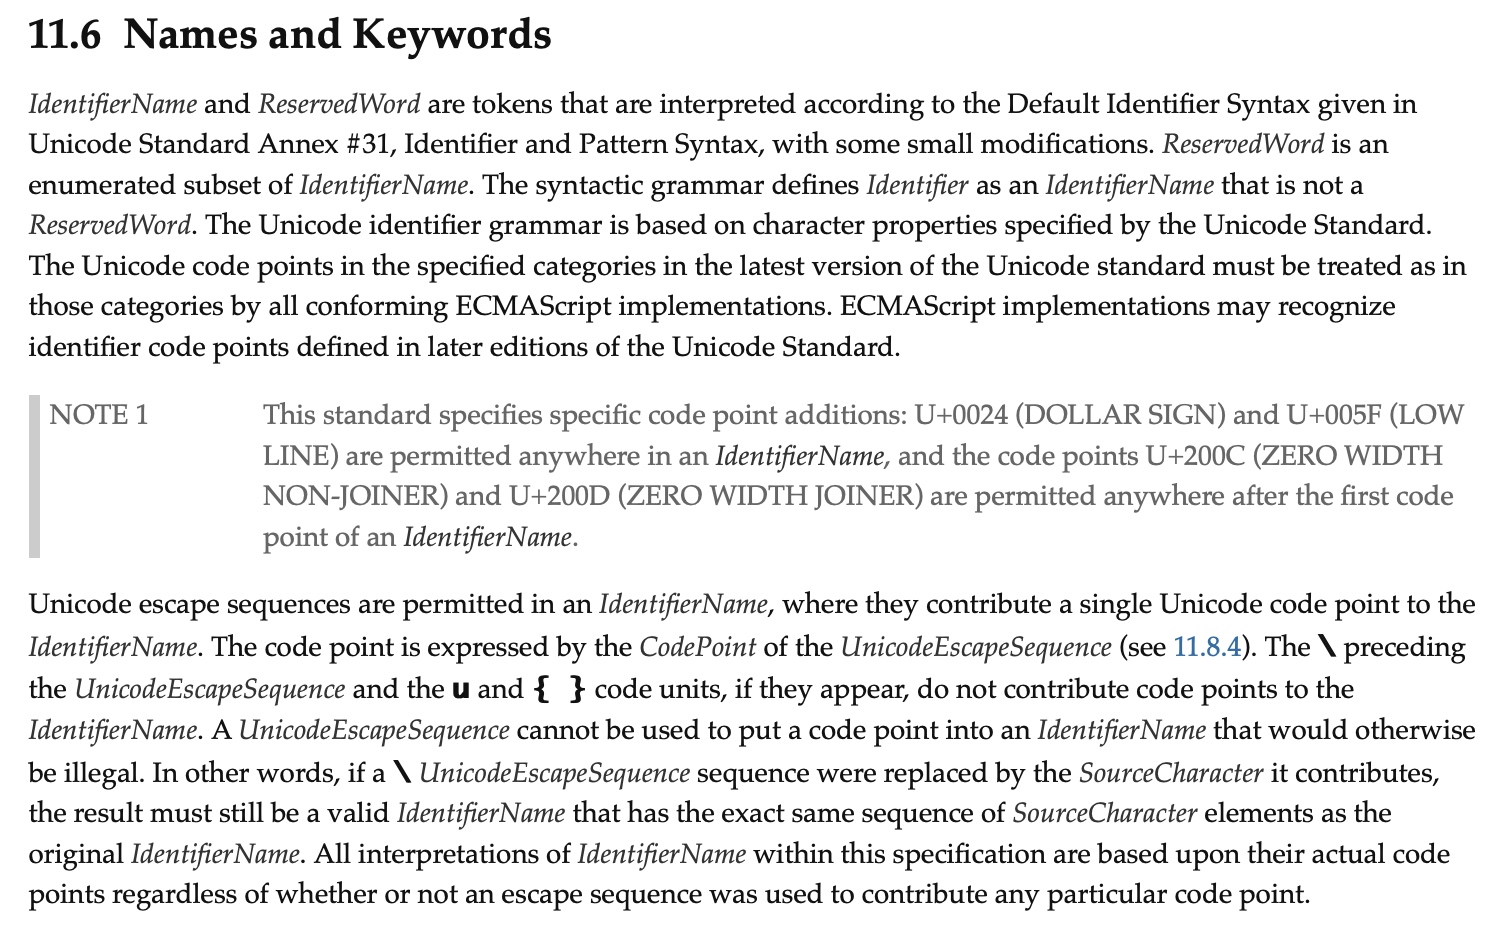 11.6 Names and Keywords
IdentifierName and ReservedWord are tokens that are interpreted according to the Default Identifier Syntax given in
Unicode Standard Annex #31, Identifier and Pattern Syntax, with some small modifications. ReservedWord is an
enumerated subset of IdentifierName. The syntactic grammar defines Identifier as an IdentifierName that is not a
ReservedWord. The Unicode identifier grammar is based on character properties specified by the Unicode Standard.
The Unicode code points in the specified categories in the latest version of the Unicode standard must be treated as in
those categories by all conforming ECMAScript implementations. ECMAScript implementations may recognize
identifier code points defined in later editions of the Unicode Standard.
NOTE 1 This standard specifies specific code point additions: U+0024 (DOLLAR SIGN) and U+005F (LOW
LINE) are permitted anywhere in an IdentifierName, and the code points U+200C (ZERO WIDTH
NON-JOINER) and U+200D (ZERO WIDTH JOINER) are permitted anywhere after the first code
point of an IdentifierName.
Unicode escape sequences are permitted in an IdentifierName, where they contribute a single Unicode code point to the
IdentifierName. The code point is expressed by the CodePoint of the UnicodeEscapeSequence (see 11.8.4). The \ preceding
the UnicodeEscapeSequence and the u and { } code units, if they appear, do not contribute code points to the
IdentifierName. A UnicodeEscapeSequence cannot be used to put a code point into an IdentifierName that would otherwise
be illegal. In other words, if a \ UnicodeEscapeSequence sequence were replaced by the SourceCharacter it contributes,
the result must still be a valid IdentifierName that has the exact same sequence of SourceCharacter elements as the
original IdentifierName. All interpretations of IdentifierName within this specification are based upon their actual code
points regardless of whether or not an escape sequence was used to contribute any particular code point.